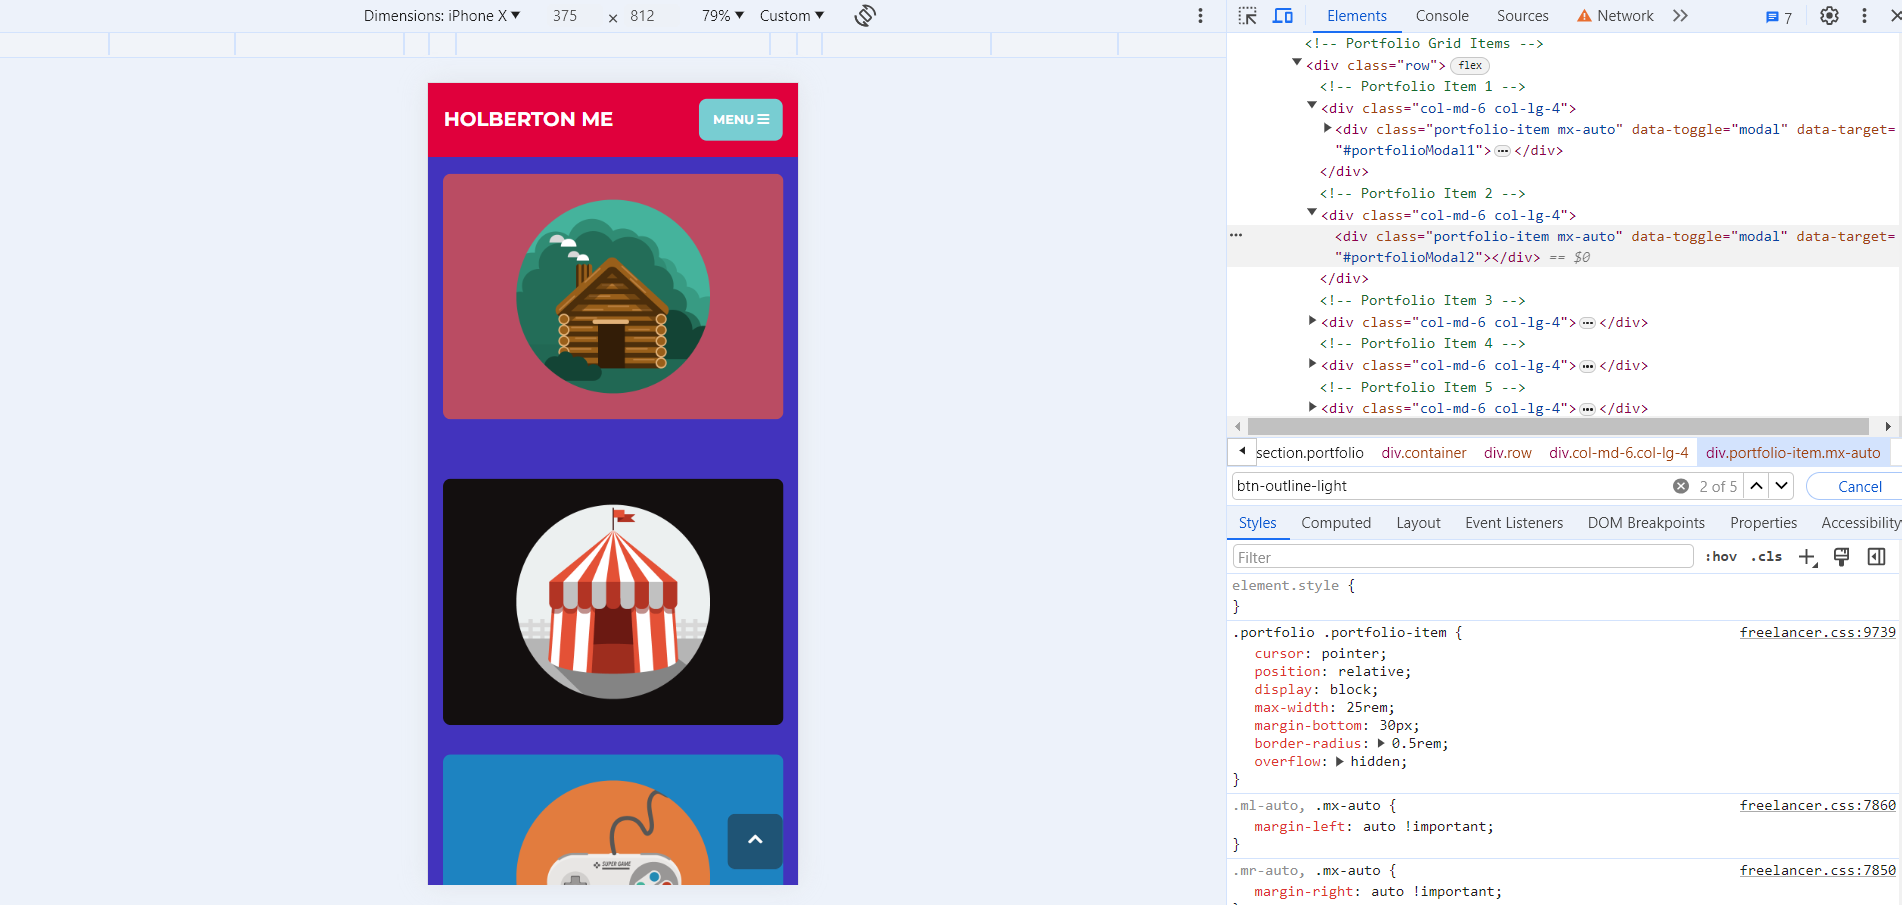 Dimensions: iPhone X ▼ 375 × 812 79% ▼ Custom ▼
HOLBERTON ME
MENU
SUPER GAME
Elements Console Sources Network 7
<!-- Portfolio Grid Items -->
<div class="row"> flex
<!-- Portfolio Item 1 -->
<div class="col-md-6 col-lg-4">
<div class="portfolio-item mx-auto" data-toggle="modal" data-target=
"#portfolioModal1"> … </div>
</div>
<!-- Portfolio Item 2 -->
<div class="col-md-6 col-lg-4">
<div class="portfolio-item mx-auto" data-toggle="modal" data-target=
"#portfolioModal2"></div> == $0
</div>
<!-- Portfolio Item 3 -->
<div class="col-md-6 col-lg-4"> … </div>
<!-- Portfolio Item 4 -->
<div class="col-md-6 col-lg-4"> … </div>
<!-- Portfolio Item 5 -->
<div class="col-md-6 col-lg-4"> … </div>
section.portfolio div.container div.row div.col-md-6.col-lg-4 div.portfolio-item.mx-auto
btn-outline-light 2 of 5 Cancel
Styles Computed Layout Event Listeners DOM Breakpoints Properties Accessibility
Filter :hov .cls
element.style {
}
.portfolio .portfolio-item { freelancer.css:9739
cursor: pointer;
position: relative;
display: block;
max-width: 25rem;
margin-bottom: 30px;
border-radius: 0.5rem;
overflow: hidden;
}
.ml-auto, .mx-auto { freelancer.css:7860
margin-left: auto !important;
}
.mr-auto, .mx-auto { freelancer.css:7850
margin-right: auto !important;